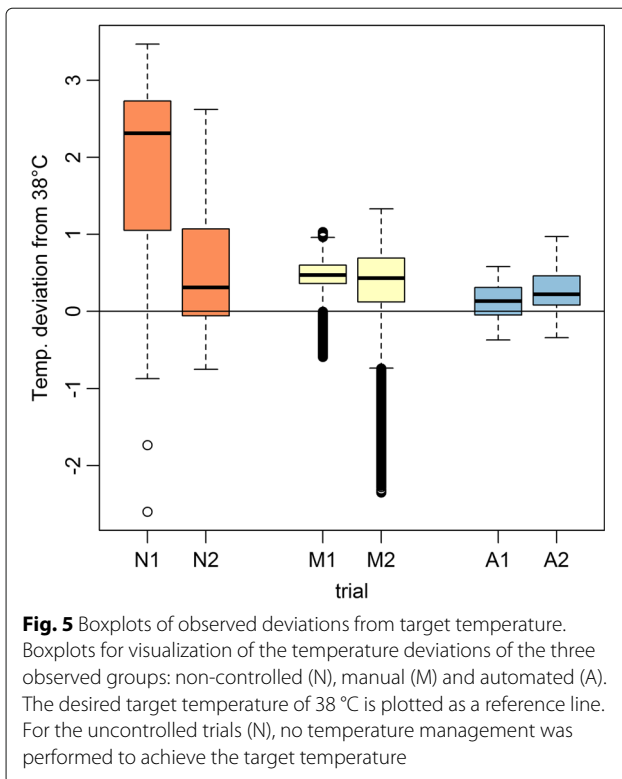 Temp. deviation from 38°C
3
2
1
0
-1
-2
N1 N2 M1 M2 A1 A2
trial
Fig. 5 Boxplots of observed deviations from target temperature.
Boxplots for visualization of the temperature deviations of the three
observed groups: non-controlled (N), manual (M) and automated (A).
The desired target temperature of 38 °C is plotted as a reference line.
For the uncontrolled trials (N), no temperature management was
performed to achieve the target temperature